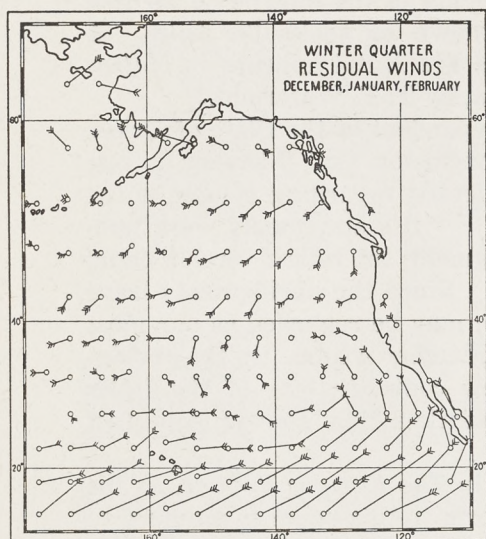 160° 140° 120°
WINTER QUARTER
RESIDUAL WINDS
DECEMBER, JANUARY, FEBRUARY
60° 60°
40° 40°
20° 20°
160° 140° 120°